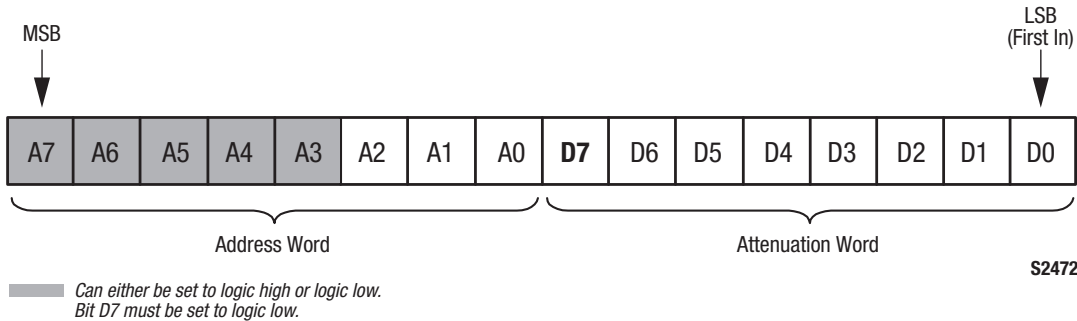 MSB
LSB
(First In)
A7 A6 A5 A4 A3 A2 A1 A0 D7 D6 D5 D4 D3 D2 D1 D0
Address Word
Attenuation Word
S2472
Can either be set to logic high or logic low.
Bit D7 must be set to logic low.